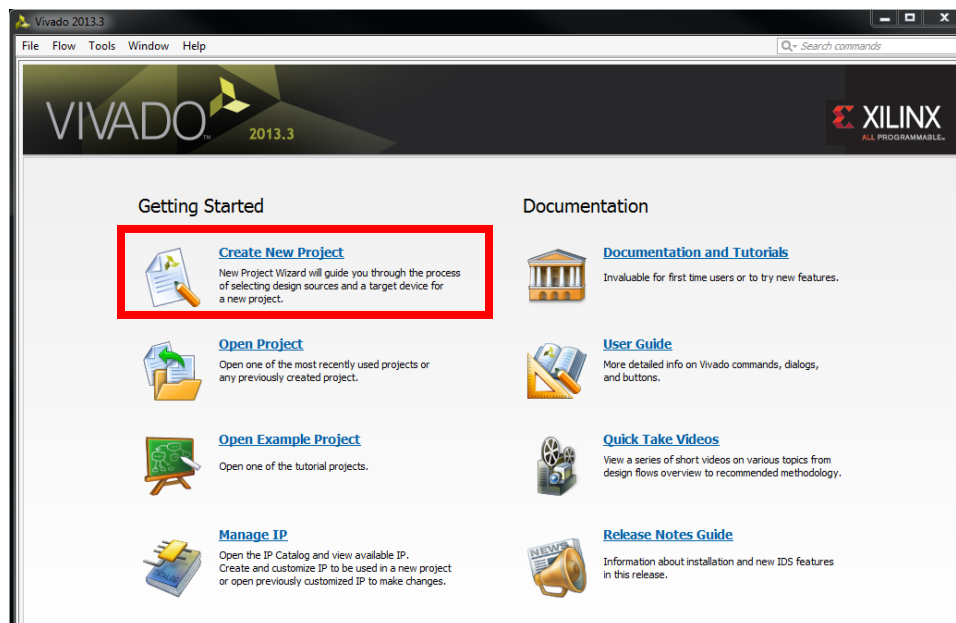 Vivado 2013.3
File Flow Tools Window Help
Search commands
VIVADO™ 2013.3
XILINX
ALL PROGRAMMABLE™
Getting Started
Create New Project
New Project Wizard will guide you through the process
of selecting design sources and a target device for
a new project.
Open Project
Open one of the most recently used projects or
any previously created project.
Open Example Project
Open one of the tutorial projects.
Manage IP
Open the IP Catalog and view available IP.
Create and customize IP to be used in a new project
or open previously customized IP to make changes.
Documentation
Documentation and Tutorials
Invaluable for first time users or to try new features.
User Guide
More detailed info on Vivado commands, dialogs,
and buttons.
Quick Take Videos
View a series of short videos on various topics from
design flows overview to recommended methodology.
NEWS
Release Notes Guide
Information about installation and new IDS features
in this release.